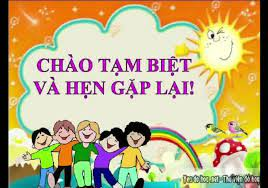 CHÀO TẠM BIỆT
VÀ HẸN GẶP LẠI!